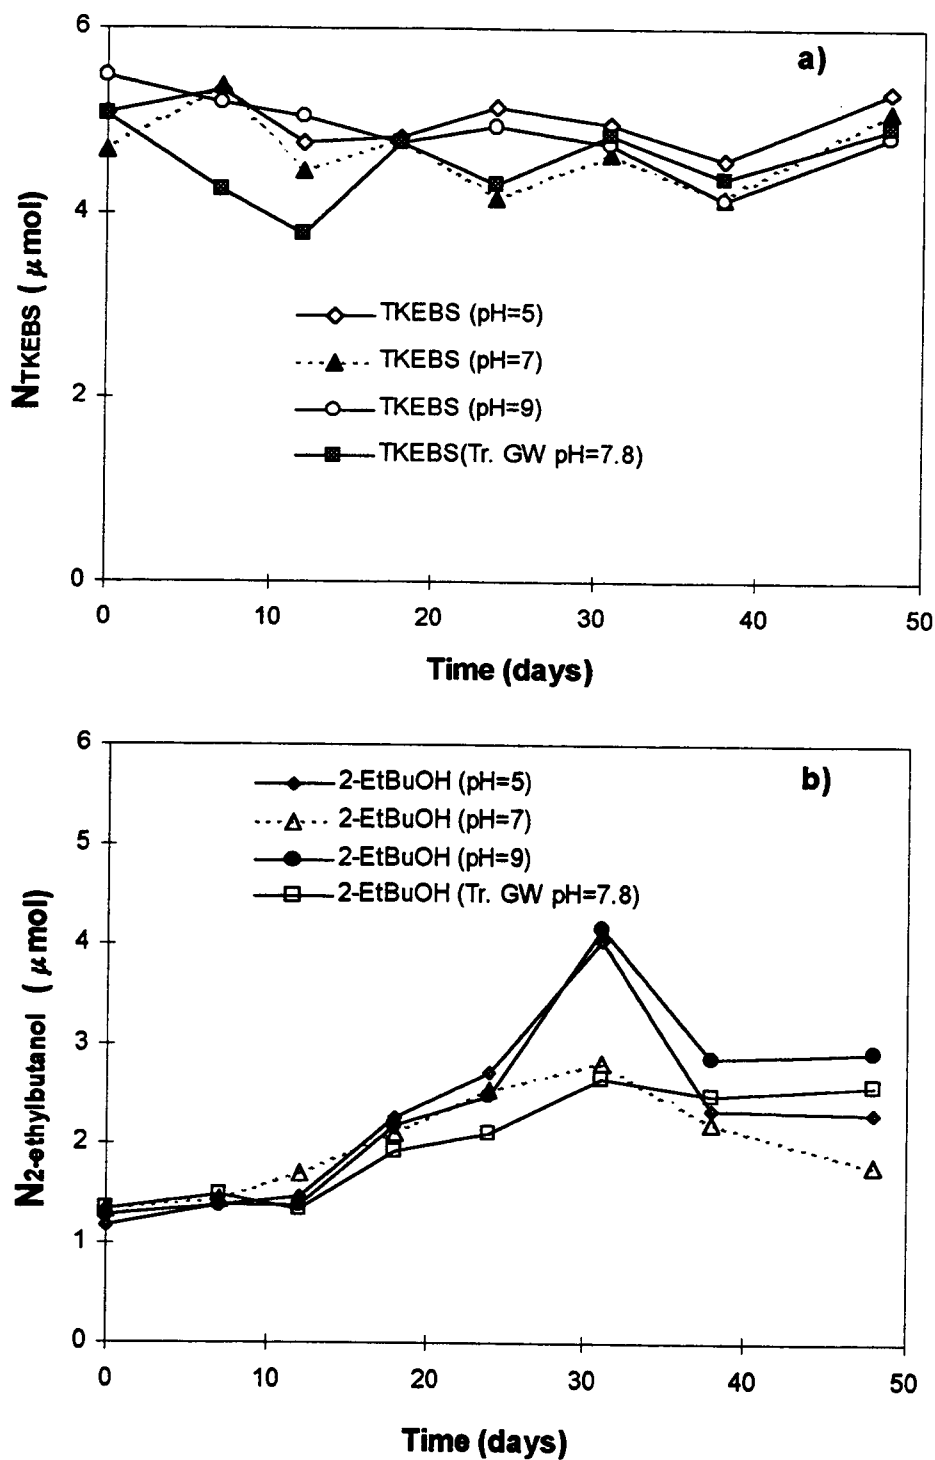 6
a)
4
2
0
N TKEBS (μmol)
TKEBS (pH=5)
TKEBS (pH=7)
TKEBS (pH=9)
TKEBS(Tr. GW pH=7.8)
0 10 20 30 40 50
Time (days)
6
b)
5
4
3
2
1
0
N2-ethylbutanol (μmol)
2-EtBuOH (pH=5)
2-EtBuOH (pH=7)
2-EtBuOH (pH=9)
2-EtBuOH (Tr. GW pH=7.8)
0 10 20 30 40 50
Time (days)